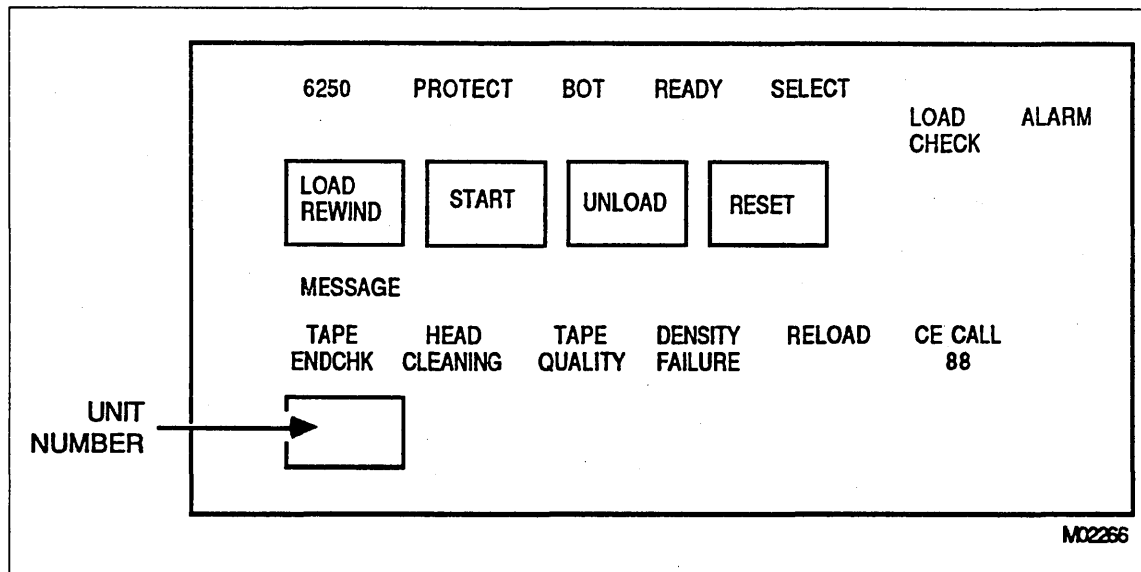 6250 PROTECT BOT READY SELECT
LOAD CHECK ALARM
LOAD REWIND START UNLOAD RESET
MESSAGE
TAPE ENDCHK HEAD CLEANING TAPE QUALITY DENSITY FAILURE RELOAD CE CALL 88
UNIT NUMBER
M02266